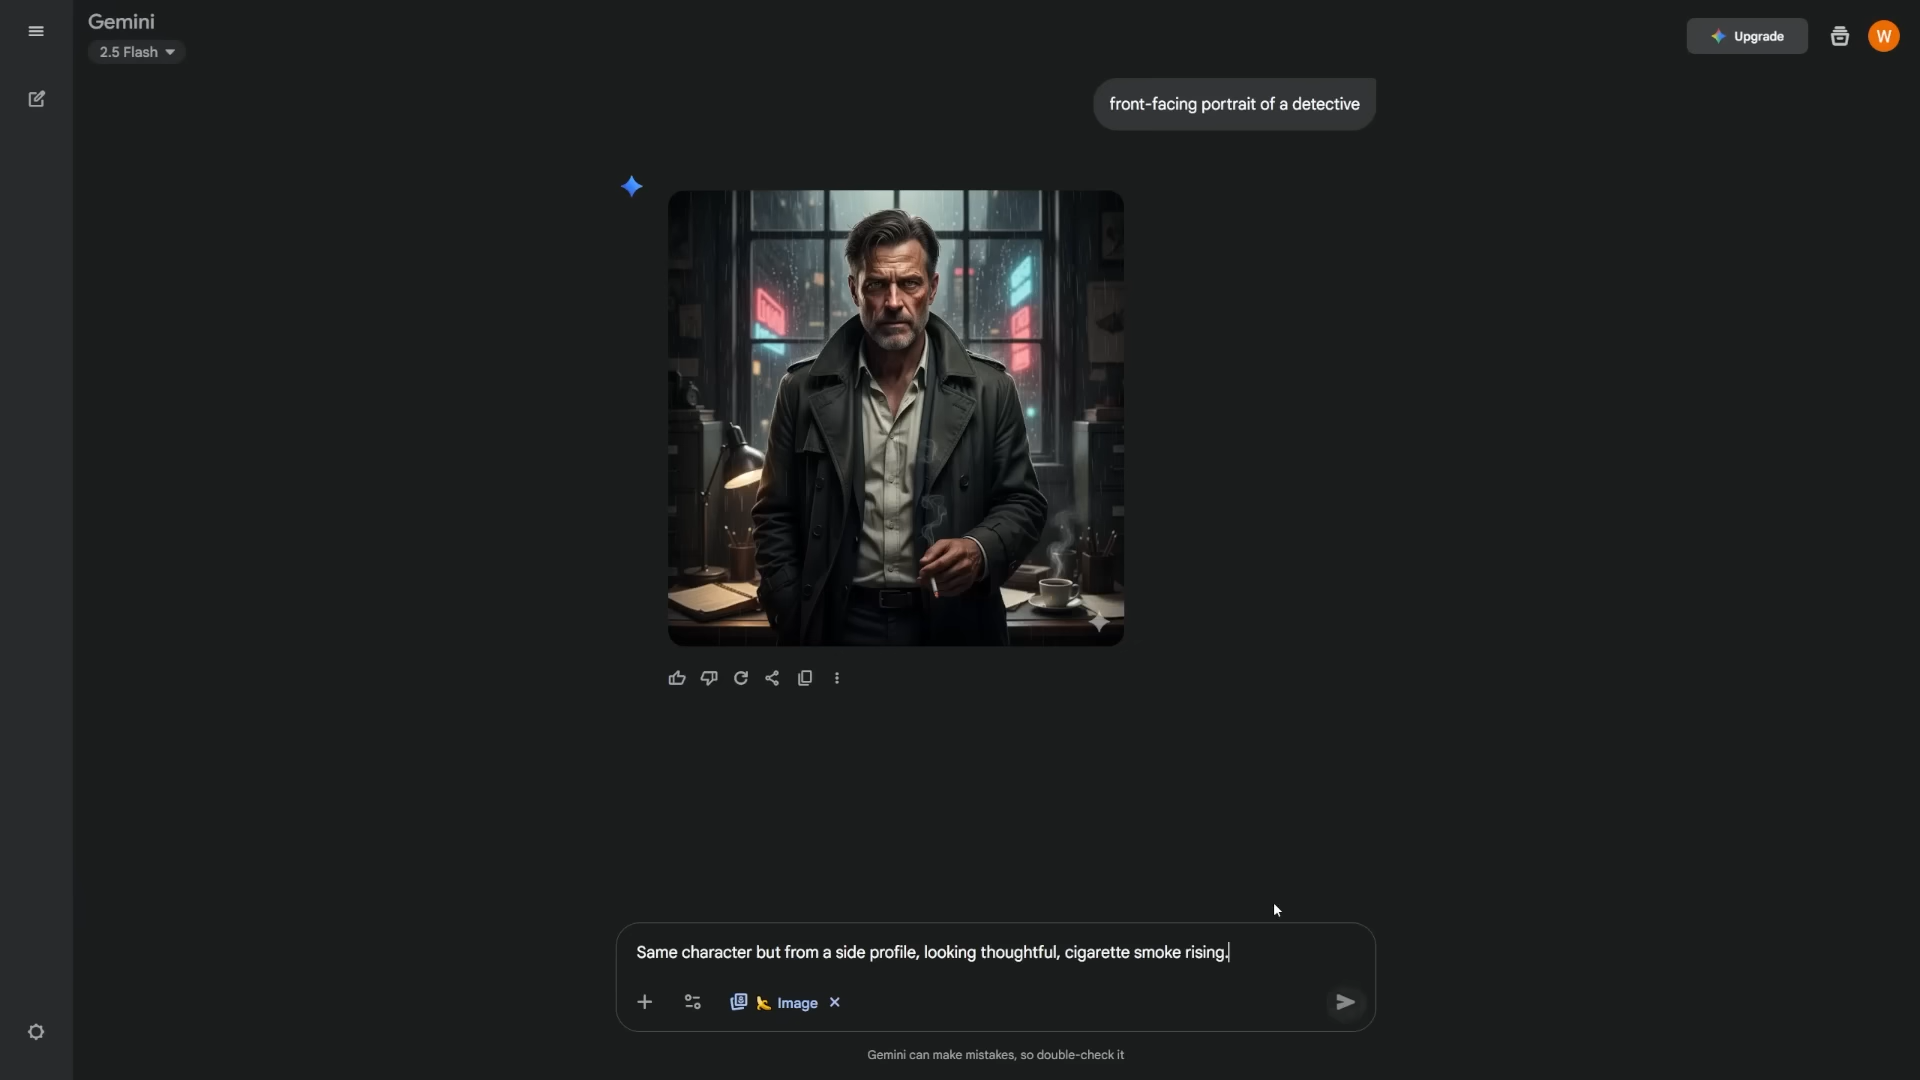 Gemini
2.5 Flash
Upgrade
W
front-facing portrait of a detective
Same character but from a side profile, looking thoughtful, cigarette smoke rising.
Image
Gemini can make mistakes, so double-check it